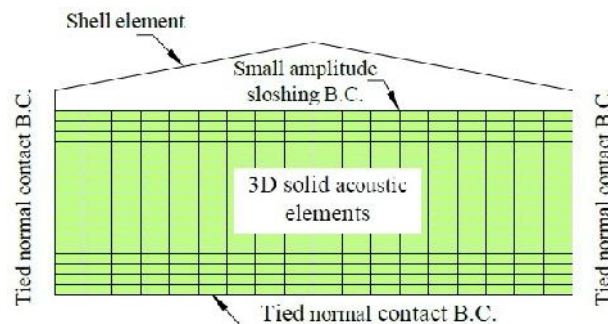 Shell element
Small amplitude
sloshing B.C.
Tied normal contact B.C.
3D solid acoustic
elements
Tied normal contact B.C.
Tied normal contact B.C.